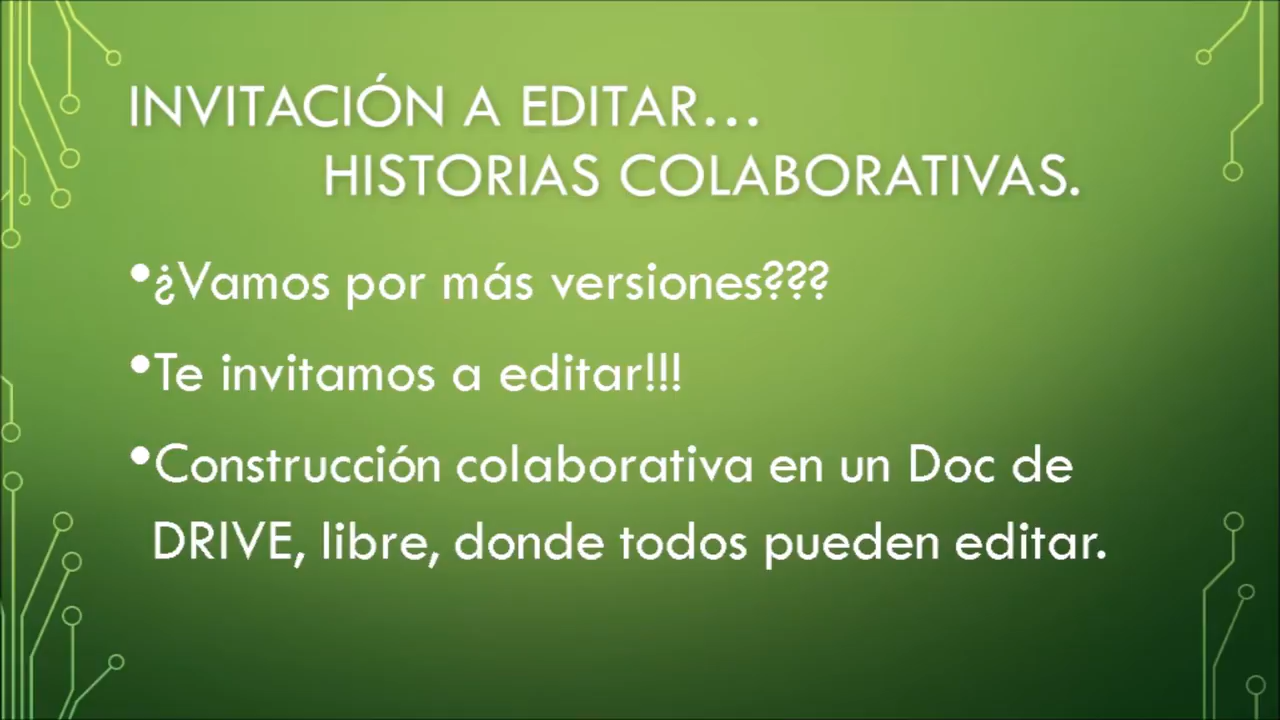 INVITACIÓN A EDITAR...
HISTORIAS COLABORATIVAS.
•¿Vamos por más versiones???
•Te invitamos a editar!!!
•Construcción colaborativa en un Doc de
DRIVE, libre, donde todos pueden editar.